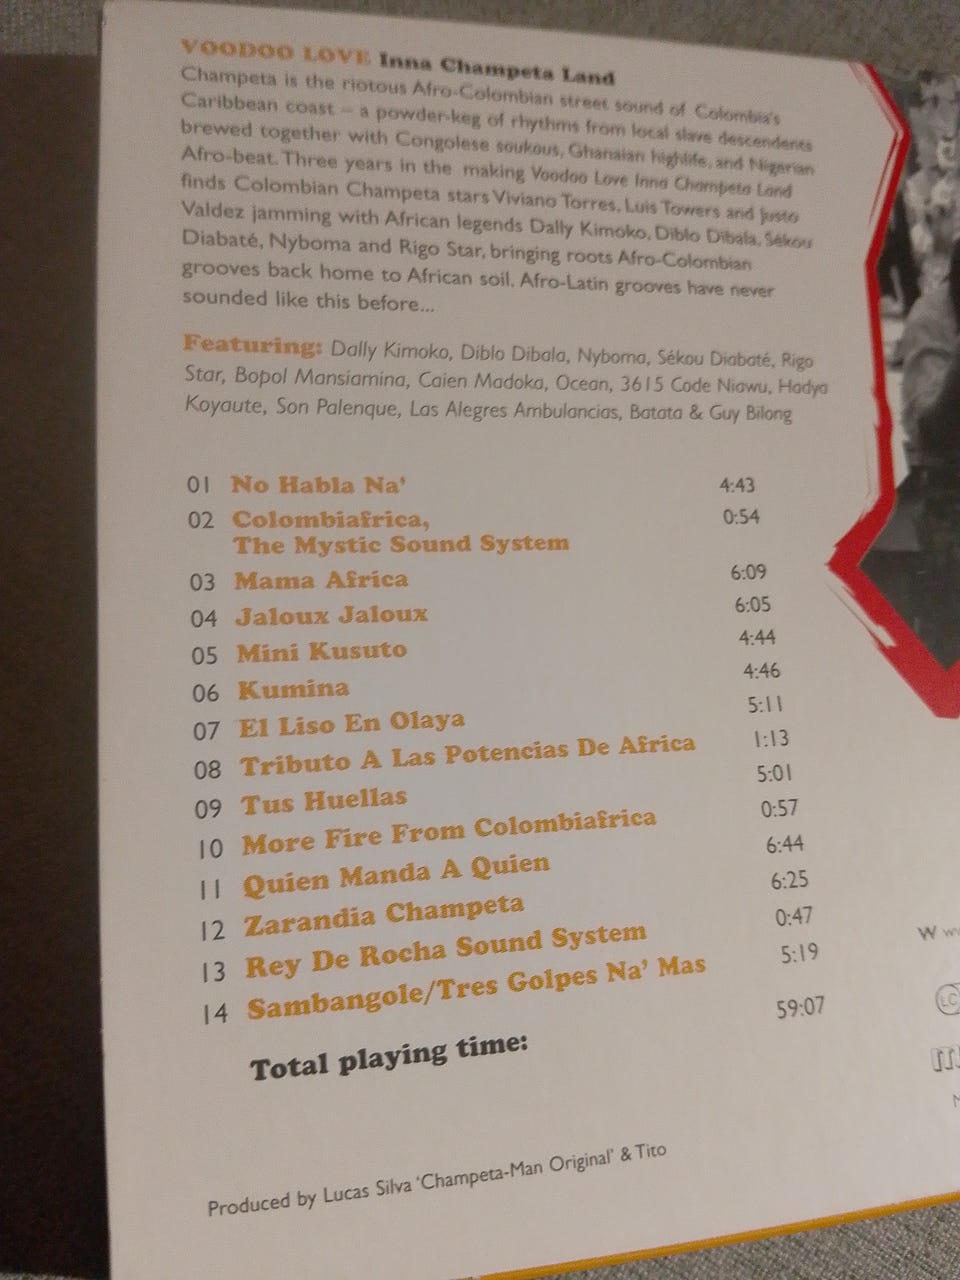 VOODOO LOVE Inna Champeta Land
Champeta is the riotous Afro-Colombian street sound of Colombia's
Caribbean coast – a powder-keg of rhythms from local slave descendents
brewed together with Congolese soukous, Ghanaian highlife, and Nigerian
Afro-beat. Three years in the making Voodoo Love Inna Champeta Land
finds Colombian Champeta stars Viviano Torres, Luis Towers and Justo
Valdez jamming with African legends Dally Kimoko, Diblo Dibala, Sékou
Diabaté, Nyboma and Rigo Star, bringing roots Afro-Colombian
grooves back home to African soil. Afro-Latin grooves have never
sounded like this before...
Featuring: Dally Kimoko, Diblo Dibala, Nyboma, Sékou Diabaté, Rigo
Star, Bopol Mansiamina, Caien Madoka, Ocean, 3615 Code Niawu, Hadya
Koyaute, Son Palenque, Las Alegres Ambulancias, Batata & Guy Bilong
01 No Habla Na' 4:43
02 Colombiafrica, 0:54
The Mystic Sound System
03 Mama Africa 6:09
04 Jaloux Jaloux 6:05
05 Mini Kusuto 4:44
06 Kumina 4:46
07 El Liso En Olaya 5:11
08 Tributo A Las Potencias De Africa 1:13
09 Tus Huellas 5:01
10 More Fire From Colombiafrica 0:57
11 Quien Manda A Quien 6:44
12 Zarandia Champeta 6:25
13 Rey De Rocha Sound System 0:47
14 Sambangole/Tres Golpes Na' Mas 5:19
Total playing time: 59:07
Produced by Lucas Silva 'Champeta-Man Original' & Tito
LC